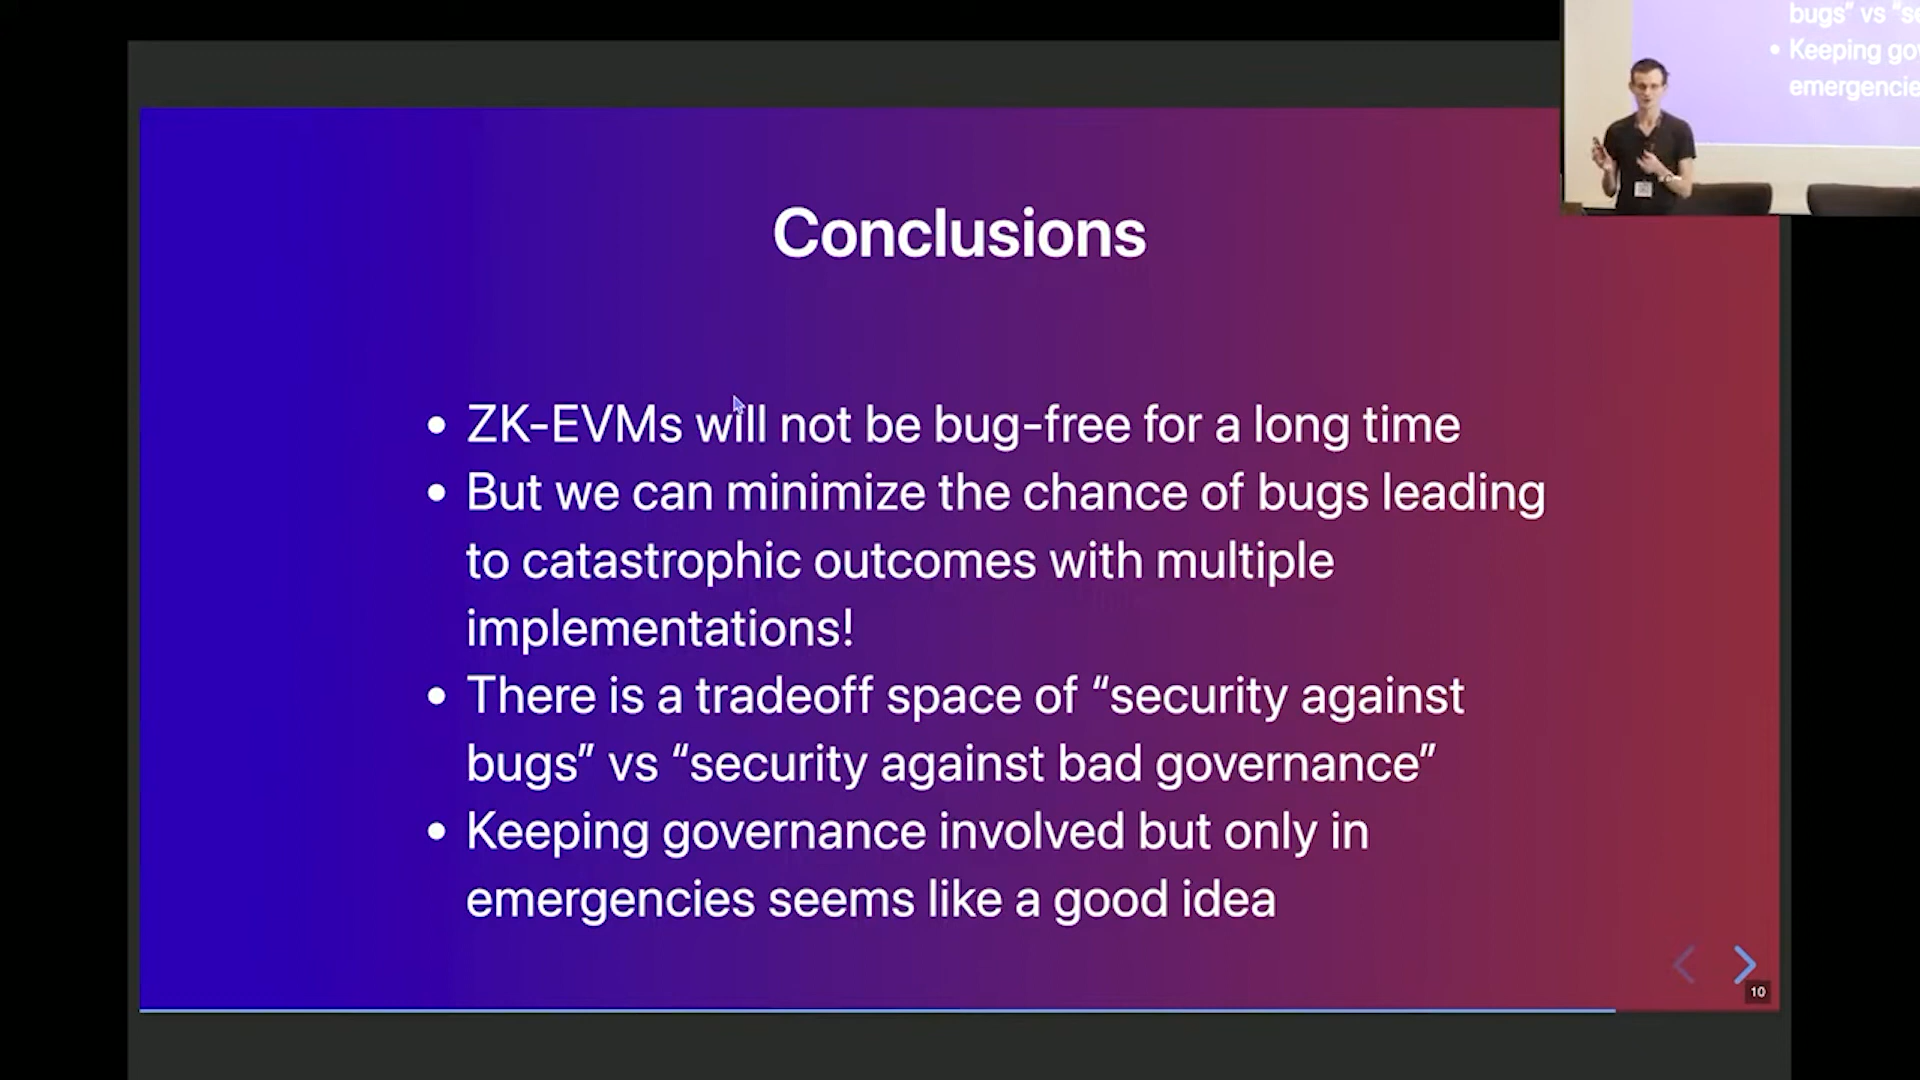 bugs” vs “se
• Keeping gov
emergencie
Conclusions
• ZK-EVMs will not be bug-free for a long time
• But we can minimize the chance of bugs leading
to catastrophic outcomes with multiple
implementations!
• There is a tradeoff space of “security against
bugs” vs “security against bad governance”
• Keeping governance involved but only in
emergencies seems like a good idea
10